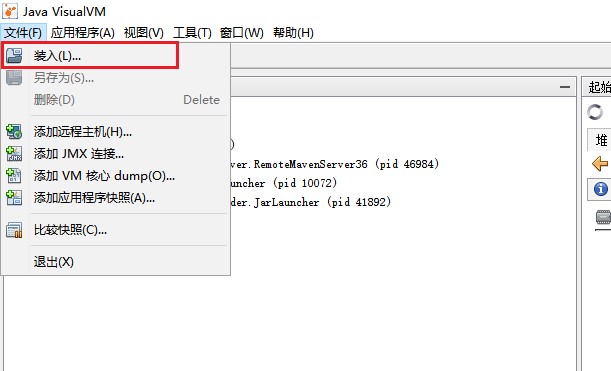 Java VisualVM
文件(F) 应用程序(A) 视图(V) 工具(T) 窗口(W) 帮助(H)
装入(L)...
起始
另存为(S)...
删除(D) Delete
添加远程主机(H)...
堆
)
添加 JMX 连接...
ver.RemoteMavenServer36 (pid 46984)
添加 VM 核心 dump(O)...
uncher (pid 10072)
添加应用程序快照(A)...
der.JarLauncher (pid 41892)
比较快照(C)...
退出(X)